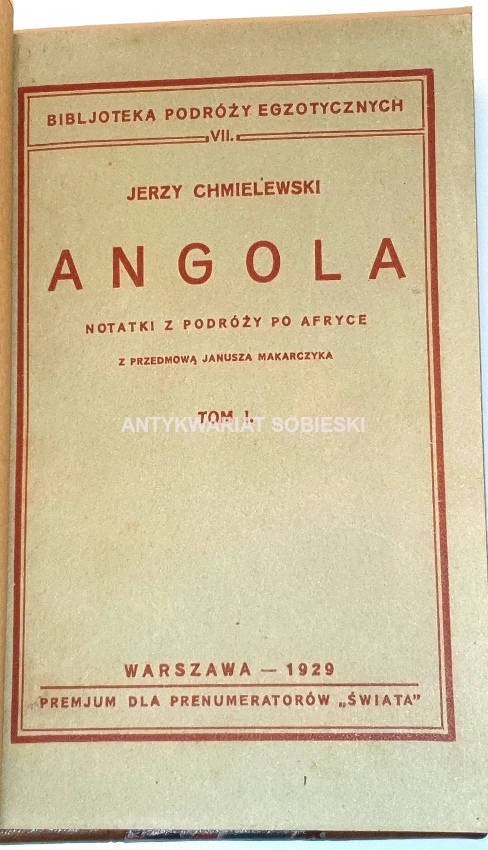 BIBLJOTEKA PODRÓŻY EGZOTYCZNYCH
VII.
JERZY CHMIELEWSKI
ANGOLA
NOTATKI Z PODRÓŻY PO AFRYCE
Z PRZEDMOWĄ JANUSZA MAKARCZYKA
TOM I.
ANTYKWARIAT SOBIESKI
WARSZAWA — 1929
PREMJUM DLA PRENUMERATORÓW „ŚWIATA"